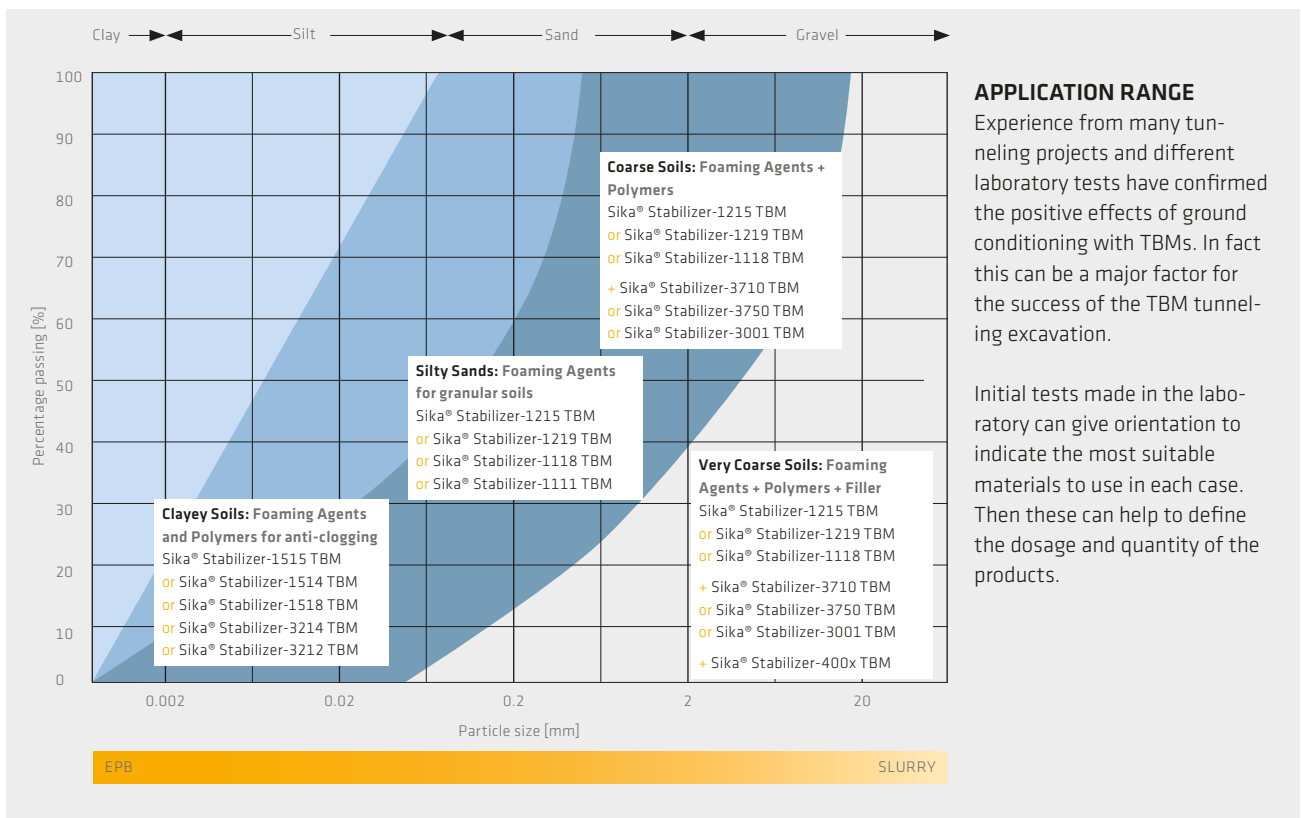 Clay
Silt
Sand
Gravel
100
90
80
70
60
50
40
30
20
10
0
Percentage passing [%]
Coarse Soils: Foaming Agents +
Polymers
Sika® Stabilizer-1215 TBM
or Sika® Stabilizer-1219 TBM
or Sika® Stabilizer-1118 TBM
+ Sika® Stabilizer-3710 TBM
or Sika® Stabilizer-3750 TBM
or Sika® Stabilizer-3001 TBM
Silty Sands: Foaming Agents
for granular soils
Sika® Stabilizer-1215 TBM
or Sika® Stabilizer-1219 TBM
or Sika® Stabilizer-1118 TBM
or Sika® Stabilizer-1111 TBM
Very Coarse Soils: Foaming
Agents + Polymers + Filler
Sika® Stabilizer-1215 TBM
or Sika® Stabilizer-1219 TBM
or Sika® Stabilizer-1118 TBM
+ Sika® Stabilizer-3710 TBM
or Sika® Stabilizer-3750 TBM
or Sika® Stabilizer-3001 TBM
+ Sika® Stabilizer-400x TBM
Clayey Soils: Foaming Agents
and Polymers for anti-clogging
Sika® Stabilizer-1515 TBM
or Sika® Stabilizer-1514 TBM
or Sika® Stabilizer-1518 TBM
or Sika® Stabilizer-3214 TBM
or Sika® Stabilizer-3212 TBM
0.002
0.02
0.2
2
20
Particle size [mm]
EPB
SLURRY
APPLICATION RANGE
Experience from many tun-
neling projects and different
laboratory tests have confirmed
the positive effects of ground
conditioning with TBMs. In fact
this can be a major factor for
the success of the TBM tunnel-
ing excavation.
Initial tests made in the labo-
ratory can give orientation to
indicate the most suitable
materials to use in each case.
Then these can help to define
the dosage and quantity of the
products.